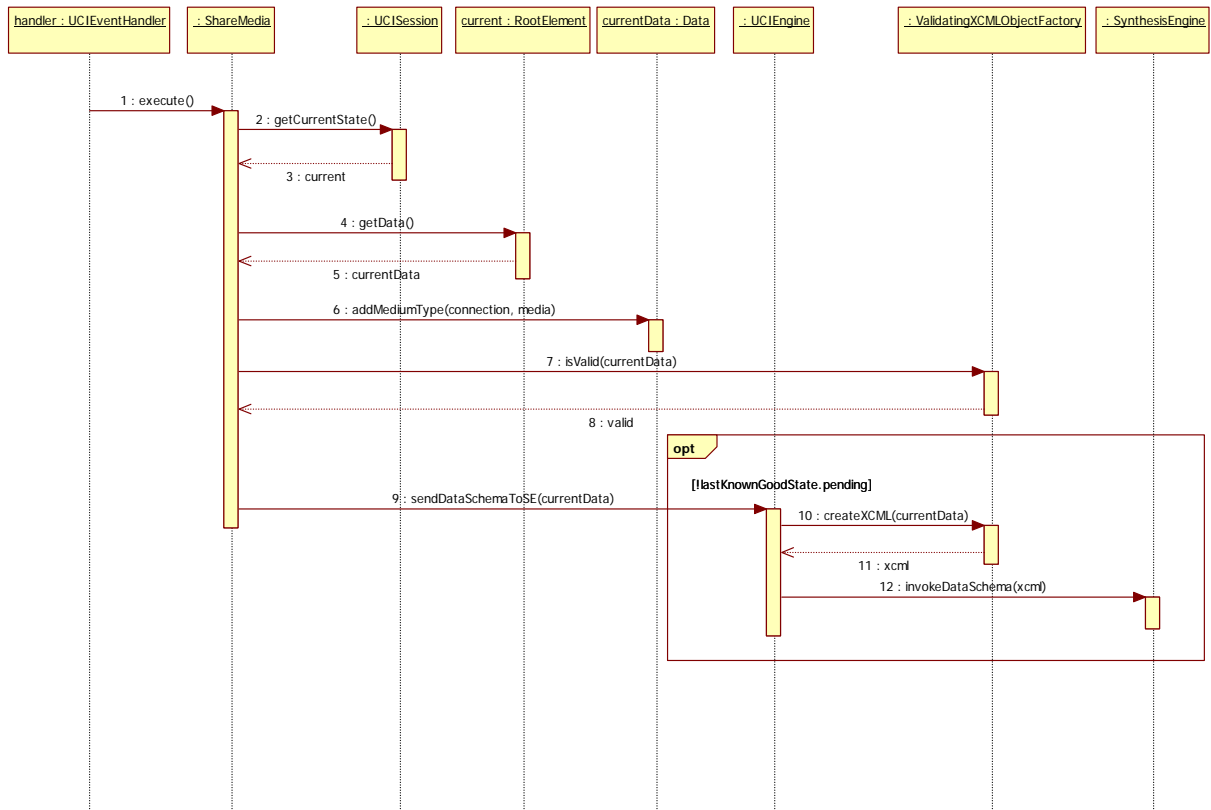 handler : UCIEventHandler
: ShareMedia
: UCISession
current : RootElement
currentData : Data
: UCIEngine
: ValidatingXCMLObjectFactory
: SynthesisEngine
1 : execute()
2 : getCurrentState()
3 : current
4 : getData()
5 : currentData
6 : addMediumType(connection, media)
7 : isValid(currentData)
8 : valid
opt
[!lastKnownGoodState.pending]
9 : sendDataSchemaToSE(currentData)
10 : createXCML(currentData)
11 : xcml
12 : invokeDataSchema(xcml)